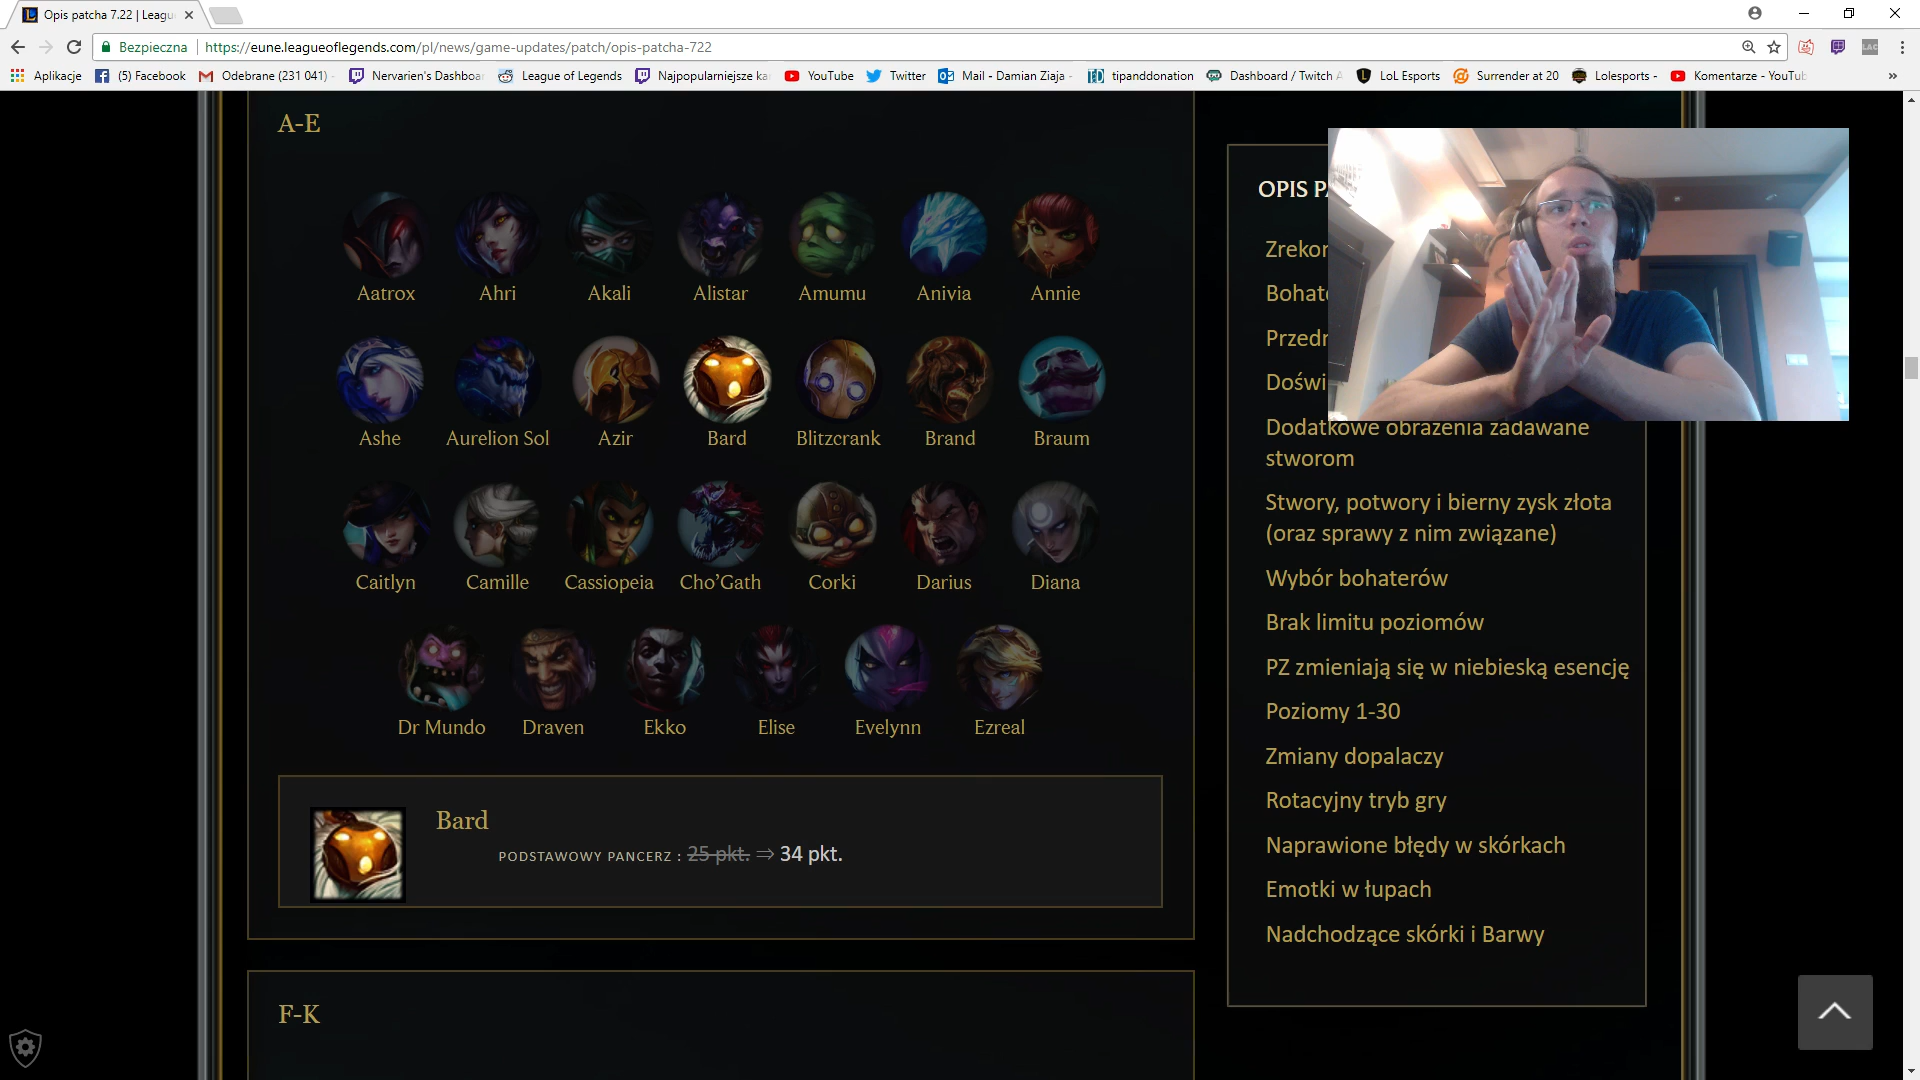 Opis patcha 7.22 | Leagu
Bezpieczna
https://eune.leagueoflegends.com/pl/news/game-updates/patch/opis-patcha-722
Aplikacje
(5) Facebook
Odebrane (231 041) -
Nervarien's Dashboa
League of Legends
Najpopularniejsze ka
YouTube
Twitter
Mail - Damian Ziaja -
tipanddonation
Dashboard / Twitch A
LoL Esports
Surrender at 20
Lolesports -
Komentarze - YouTub
A-E
Aatrox
Ahri
Akali
Alistar
Amumu
Anivia
Annie
Ashe
Aurelion Sol
Azir
Bard
Blitzcrank
Brand
Braum
Caitlyn
Camille
Cassiopeia
Cho'Gath
Corki
Darius
Diana
Dr Mundo
Draven
Ekko
Elise
Evelynn
Ezreal
Bard
PODSTAWOWY PANCERZ : 25 pkt. ⇒ 34 pkt.
F-K
OPIS PA
Zrekon
Bohate
Przedr
Doświ
Dodatkowe obrażenia zadawane
stworom
Stwory, potwory i bierny zysk złota
(oraz sprawy z nim związane)
Wybór bohaterów
Brak limitu poziomów
PZ zmieniają się w niebieską esencję
Poziomy 1-30
Zmiany dopalaczy
Rotacyjny tryb gry
Naprawione błędy w skórkach
Emotki w łupach
Nadchodzące skórki i Barwy